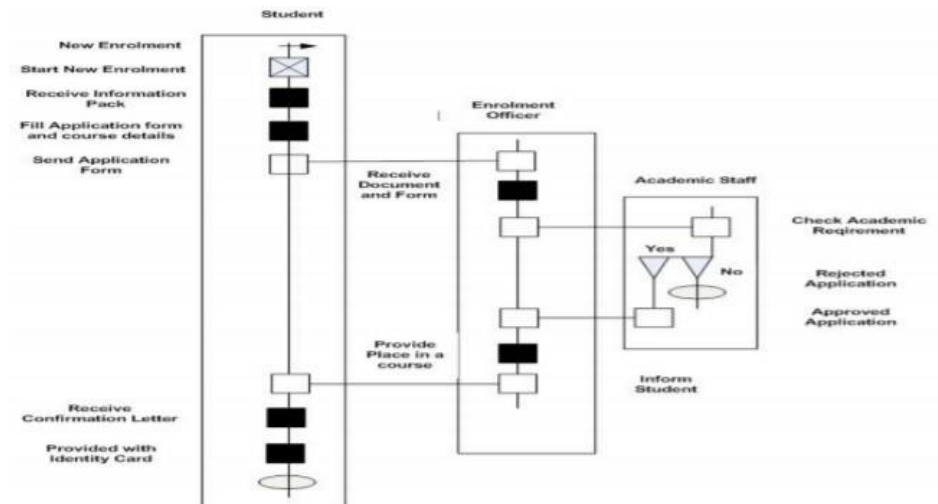 Student
New Enrolment
Start New Enrolment
Receive Information
Pack
Fill Application form
and course details
Send Application
Form
Enrolment
Officer
Receive
Document
and Form
Academic Staff
Check Academic
Reqirement
Yes
No
Rejected
Application
Approved
Application
Provide
Place in a
course
Inform
Student
Receive
Confirmation Letter
Provided with
Identity Card